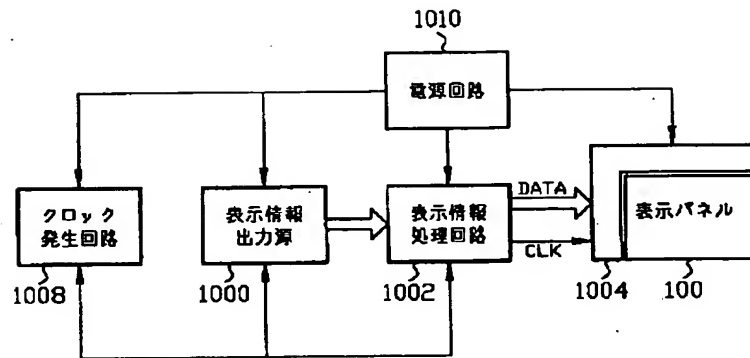 1010
電源回路
クロック
発生回路
1008
表示情報
出力源
1000
表示情報
処理回路
1002
DATA
CLK
表示パネル
1004
100